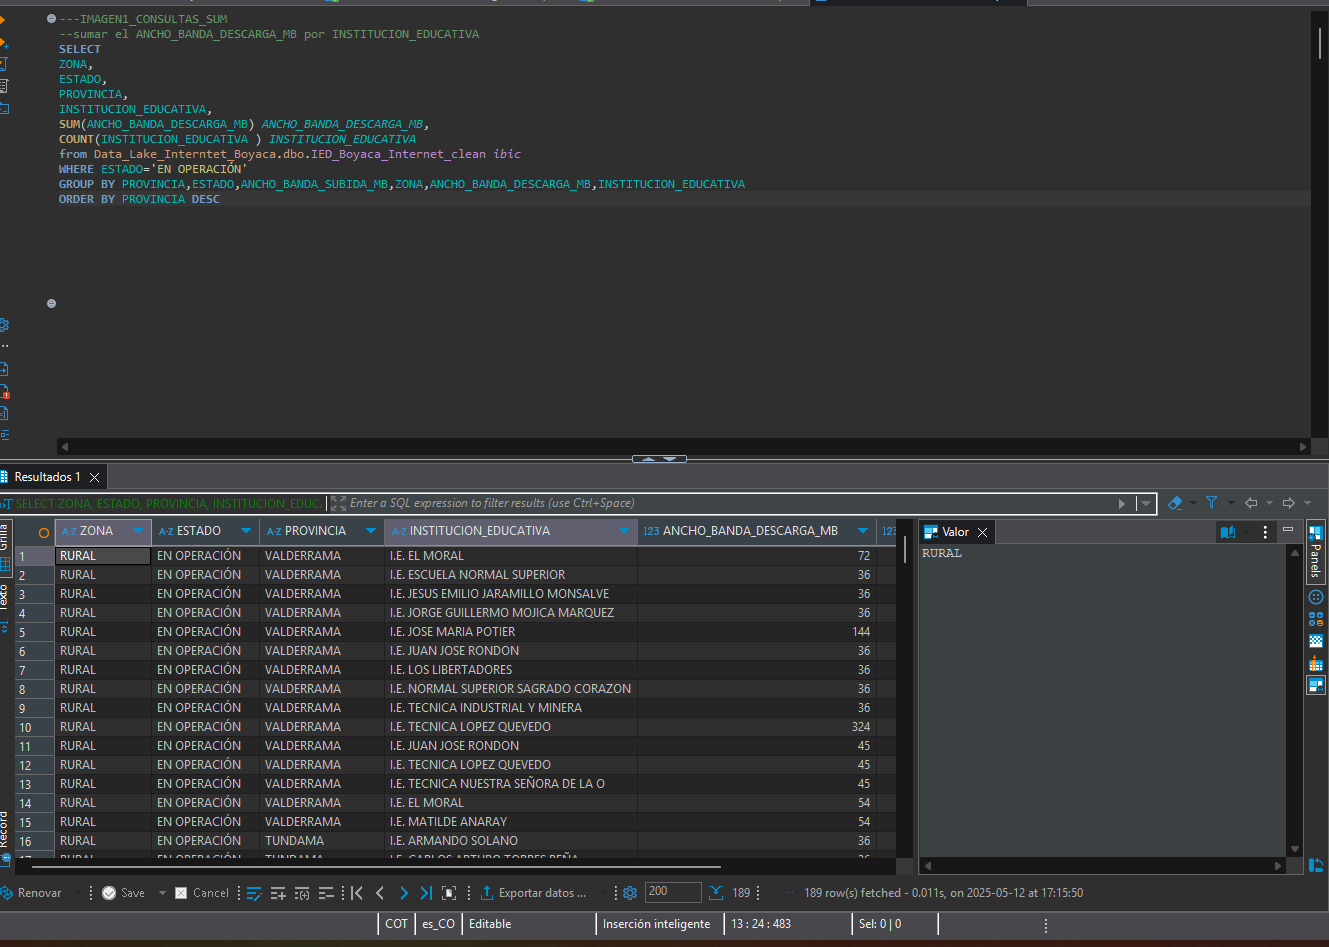 ---IMAGEN1_CONSULTAS_SUM
--sumar el ANCHO_BANDA_DESCARGA_MB por INSTITUCION_EDUCATIVA
SELECT
ZONA,
ESTADO,
PROVINCIA,
INSTITUCION_EDUCATIVA,
SUM(ANCHO_BANDA_DESCARGA_MB) ANCHO_BANDA_DESCARGA_MB,
COUNT(INSTITUCION_EDUCATIVA ) INSTITUCION_EDUCATIVA
from Data_Lake_Interntet_Boyaca.dbo.IED_Boyaca_Internet_clean ibic
WHERE ESTADO='EN OPERACIÓN'
GROUP BY PROVINCIA,ESTADO,ANCHO_BANDA_SUBIDA_MB,ZONA,ANCHO_BANDA_DESCARGA_MB,INSTITUCION_EDUCATIVA
ORDER BY PROVINCIA DESC
Resultados 1
SELECT ZONA, ESTADO, PROVINCIA, INSTITUCION_EDUC Enter a SQL expression to filter results (use Ctrl+Space)
Grilla
Texto
Record
A-Z ZONA A-Z ESTADO A-Z PROVINCIA A-Z INSTITUCION_EDUCATIVA 123 ANCHO_BANDA_DESCARGA_MB 123
1 RURAL EN OPERACIÓN VALDERRAMA I.E. EL MORAL 72
2 RURAL EN OPERACIÓN VALDERRAMA I.E. ESCUELA NORMAL SUPERIOR 36
3 RURAL EN OPERACIÓN VALDERRAMA I.E. JESUS EMILIO JARAMILLO MONSALVE 36
4 RURAL EN OPERACIÓN VALDERRAMA I.E. JORGE GUILLERMO MOJICA MARQUEZ 36
5 RURAL EN OPERACIÓN VALDERRAMA I.E. JOSE MARIA POTIER 144
6 RURAL EN OPERACIÓN VALDERRAMA I.E. JUAN JOSE RONDON 36
7 RURAL EN OPERACIÓN VALDERRAMA I.E. LOS LIBERTADORES 36
8 RURAL EN OPERACIÓN VALDERRAMA I.E. NORMAL SUPERIOR SAGRADO CORAZON 36
9 RURAL EN OPERACIÓN VALDERRAMA I.E. TECNICA INDUSTRIAL Y MINERA 36
10 RURAL EN OPERACIÓN VALDERRAMA I.E. TECNICA LOPEZ QUEVEDO 324
11 RURAL EN OPERACIÓN VALDERRAMA I.E. JUAN JOSE RONDON 45
12 RURAL EN OPERACIÓN VALDERRAMA I.E. TECNICA LOPEZ QUEVEDO 45
13 RURAL EN OPERACIÓN VALDERRAMA I.E. TECNICA NUESTRA SEÑORA DE LA O 45
14 RURAL EN OPERACIÓN VALDERRAMA I.E. EL MORAL 54
15 RURAL EN OPERACIÓN VALDERRAMA I.E. MATILDE ANARAY 54
16 RURAL EN OPERACIÓN TUNDAMA I.E. ARMANDO SOLANO 36
17 RURAL EN OPERACIÓN TUNDAMA I.E. CARLOS ARTURO TORRES PEÑA 36
Valor
RURAL
Panels
Renovar Save Cancel Exportar datos ... 200 189 189 row(s) fetched - 0.011s, on 2025-05-12 at 17:15:50
COT es_CO Editable Inserción inteligente 13 : 24 : 483 Sel: 0 | 0